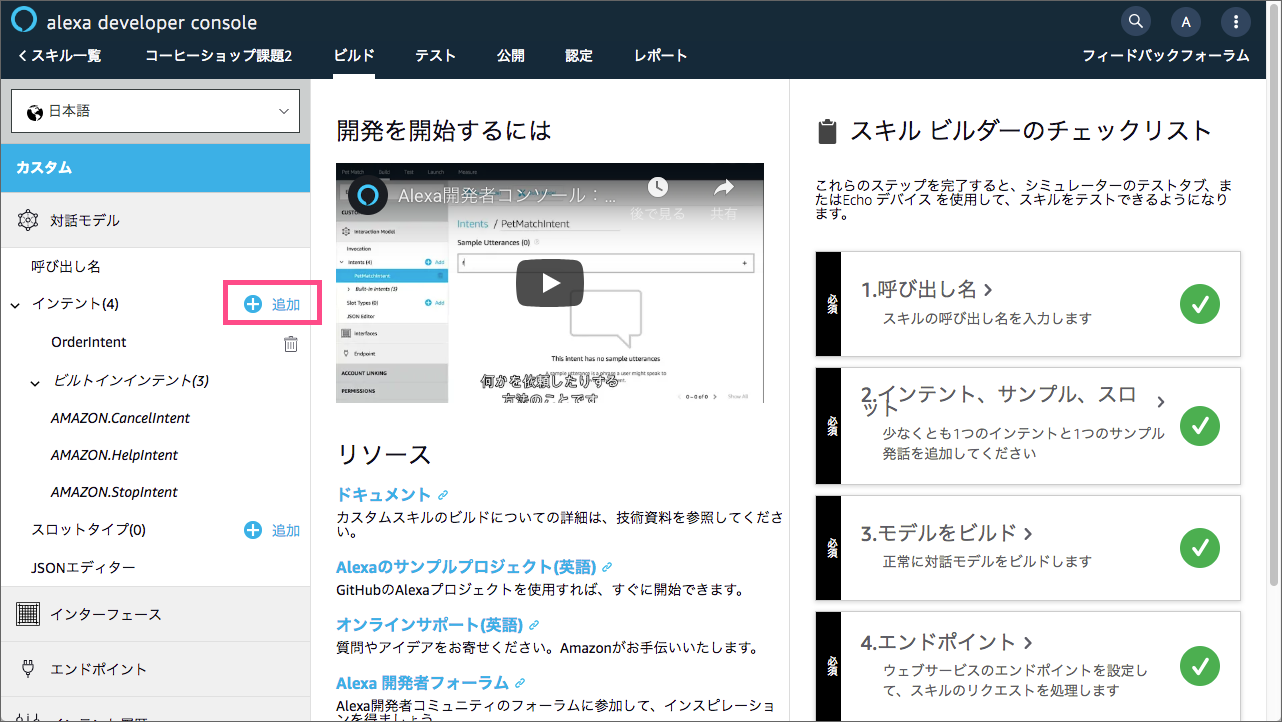 alexa developer console
A
スキル一覧
コーヒーショップ課題2
ビルド
テスト
公開
認定
レポート
フィードバックフォーラム
日本語
カスタム
対話モデル
呼び出し名
インテント(4)
追加
OrderIntent
ビルトインインテント(3)
AMAZON.CancelIntent
AMAZON.HelpIntent
AMAZON.StopIntent
スロットタイプ(0)
追加
JSONエディター
インターフェース
エンドポイント
開発を開始するには
Pet Match Build Test Launch Measure
Alexa開発者コンソール：...
後で見る
共有
CUSTO
Interaction Model
Invocation
Intents (4)
Add
PetMatchIntent
Built-In Intents (3)
Slot Types (0)
Add
JSON Editor
Interfaces
Endpoint
ACCOUNT LINKING
PERMISSIONS
Intents / PetMatchIntent
Sample Utterances (0)
This intent has no sample utterances
A sample utterance is a phrase a user might speak to
何かを依頼したりする
方法のことです
0 – 0 of 0
Show All
リソース
ドキュメント
カスタムスキルのビルドについての詳細は、技術資料を参照してくださ
い。
Alexaのサンプルプロジェクト(英語)
GitHubのAlexaプロジェクトを使用すれば、すぐに開始できます。
オンラインサポート(英語)
質問やアイデアをお寄せください。Amazonがお手伝いいたします。
Alexa 開発者フォーラム
Alexa開発者コミュニティのフォーラムに参加して、インスピレーショ
ンを得ましょう
スキル ビルダーのチェックリスト
これらのステップを完了すると、シミュレーターのテストタブ、ま
たはEcho デバイス を使用して、スキルをテストできるようになり
ます。
必須
1.呼び出し名
スキルの呼び出し名を入力します
必須
2.インテント、サンプル、スロ
ット
少なくとも1つのインテントと1つのサンプル
発話を追加してください
必須
3.モデルをビルド
正常に対話モデルをビルドします
必須
4.エンドポイント
ウェブサービスのエンドポイントを設定し
て、スキルのリクエストを処理します